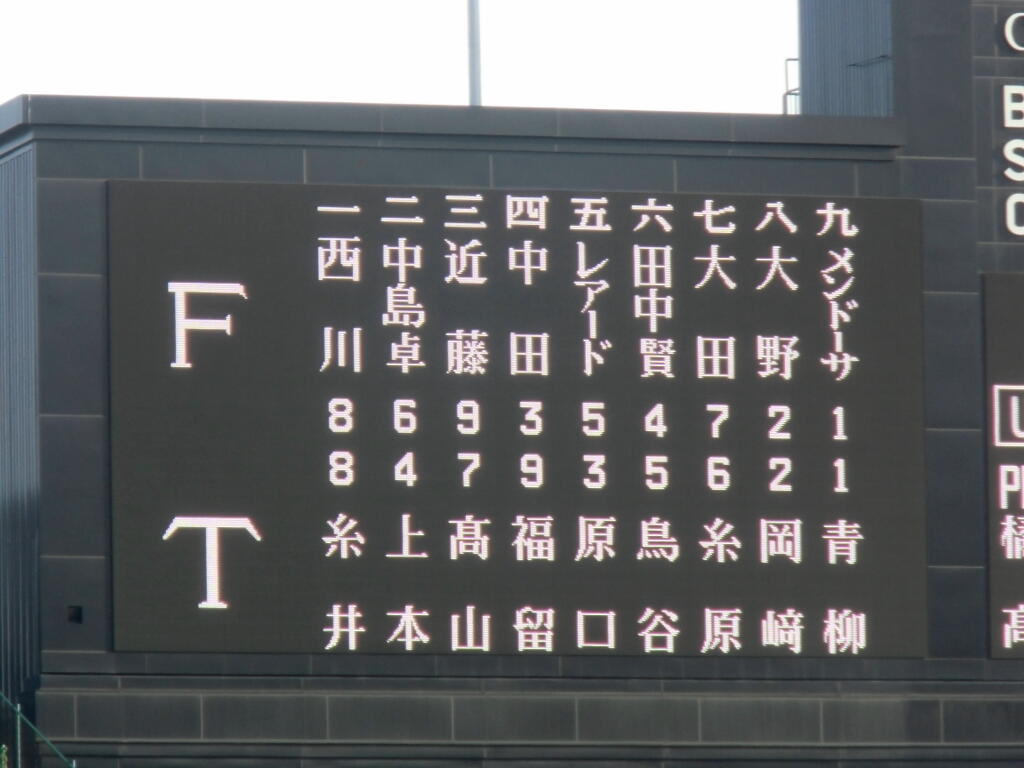 一 二 三 四 五 六 七 八 九
F 西川 中島卓 近藤 中田 レアード 田中賢 大田 大野 メンドーサ
8 6 9 3 5 4 7 2 1
8 4 7 9 3 5 6 2 1
T 糸井 上本 髙山 福留 原口 鳥谷 糸原 岡﨑 青柳
B
S